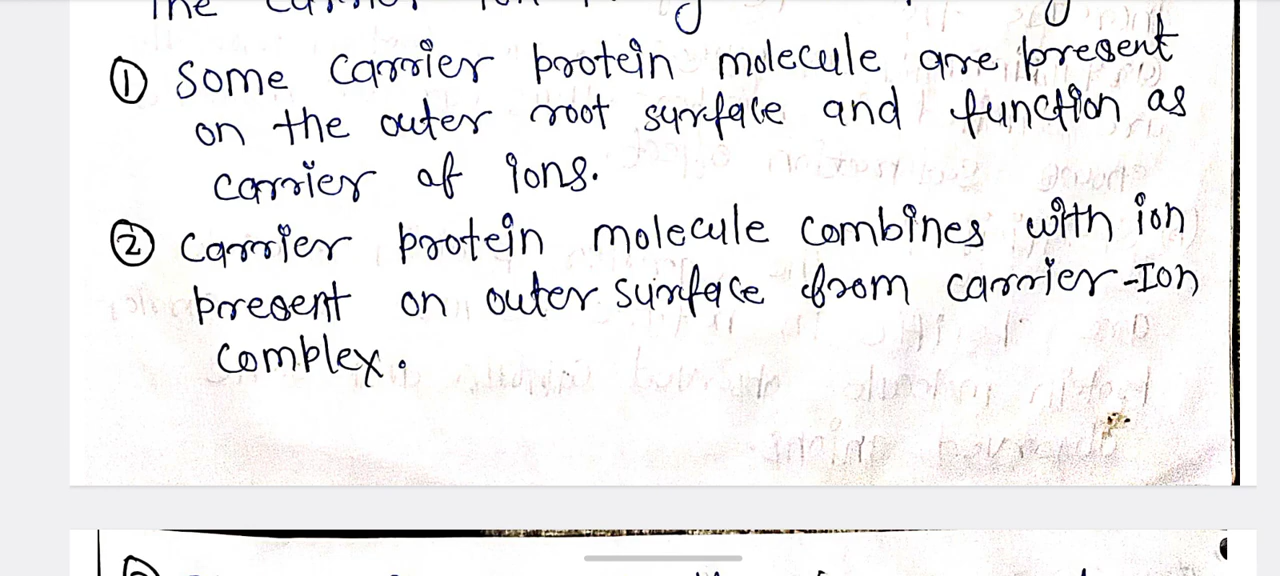 The
① Some carrier protein molecule are present
on the outer root surface and function as
carrier of ions.
② Carrier protein molecule combines with ion
present on outer surface from carrier-Ion
complex.